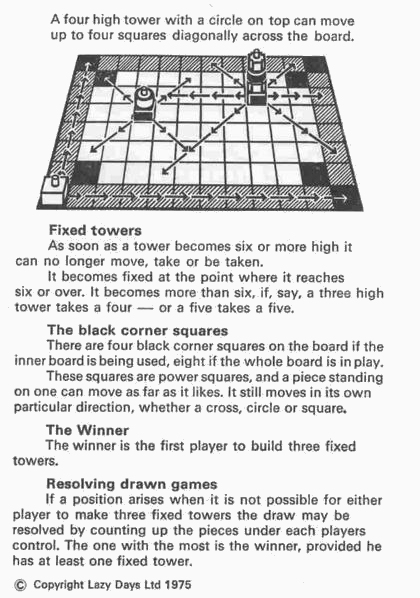 A four high tower with a circle on top can move
up to four squares diagonally across the board.
Fixed towers
As soon as a tower becomes six or more high it
can no longer move, take or be taken.
It becomes fixed at the point where it reaches
six or over. It becomes more than six, if, say, a three high
tower takes a four — or a five takes a five.
The black corner squares
There are four black corner squares on the board if the
inner board is being used, eight if the whole board is in play.
These squares are power squares, and a piece standing
on one can move as far as it likes. It still moves in its own
particular direction, whether a cross, circle or square.
The Winner
The winner is the first player to build three fixed
towers.
Resolving drawn games
If a position arises when it is not possible for either
player to make three fixed towers the draw may be
resolved by counting up the pieces under each players
control. The one with the most is the winner, provided he
has at least one fixed tower.
© Copyright Lazy Days Ltd 1975